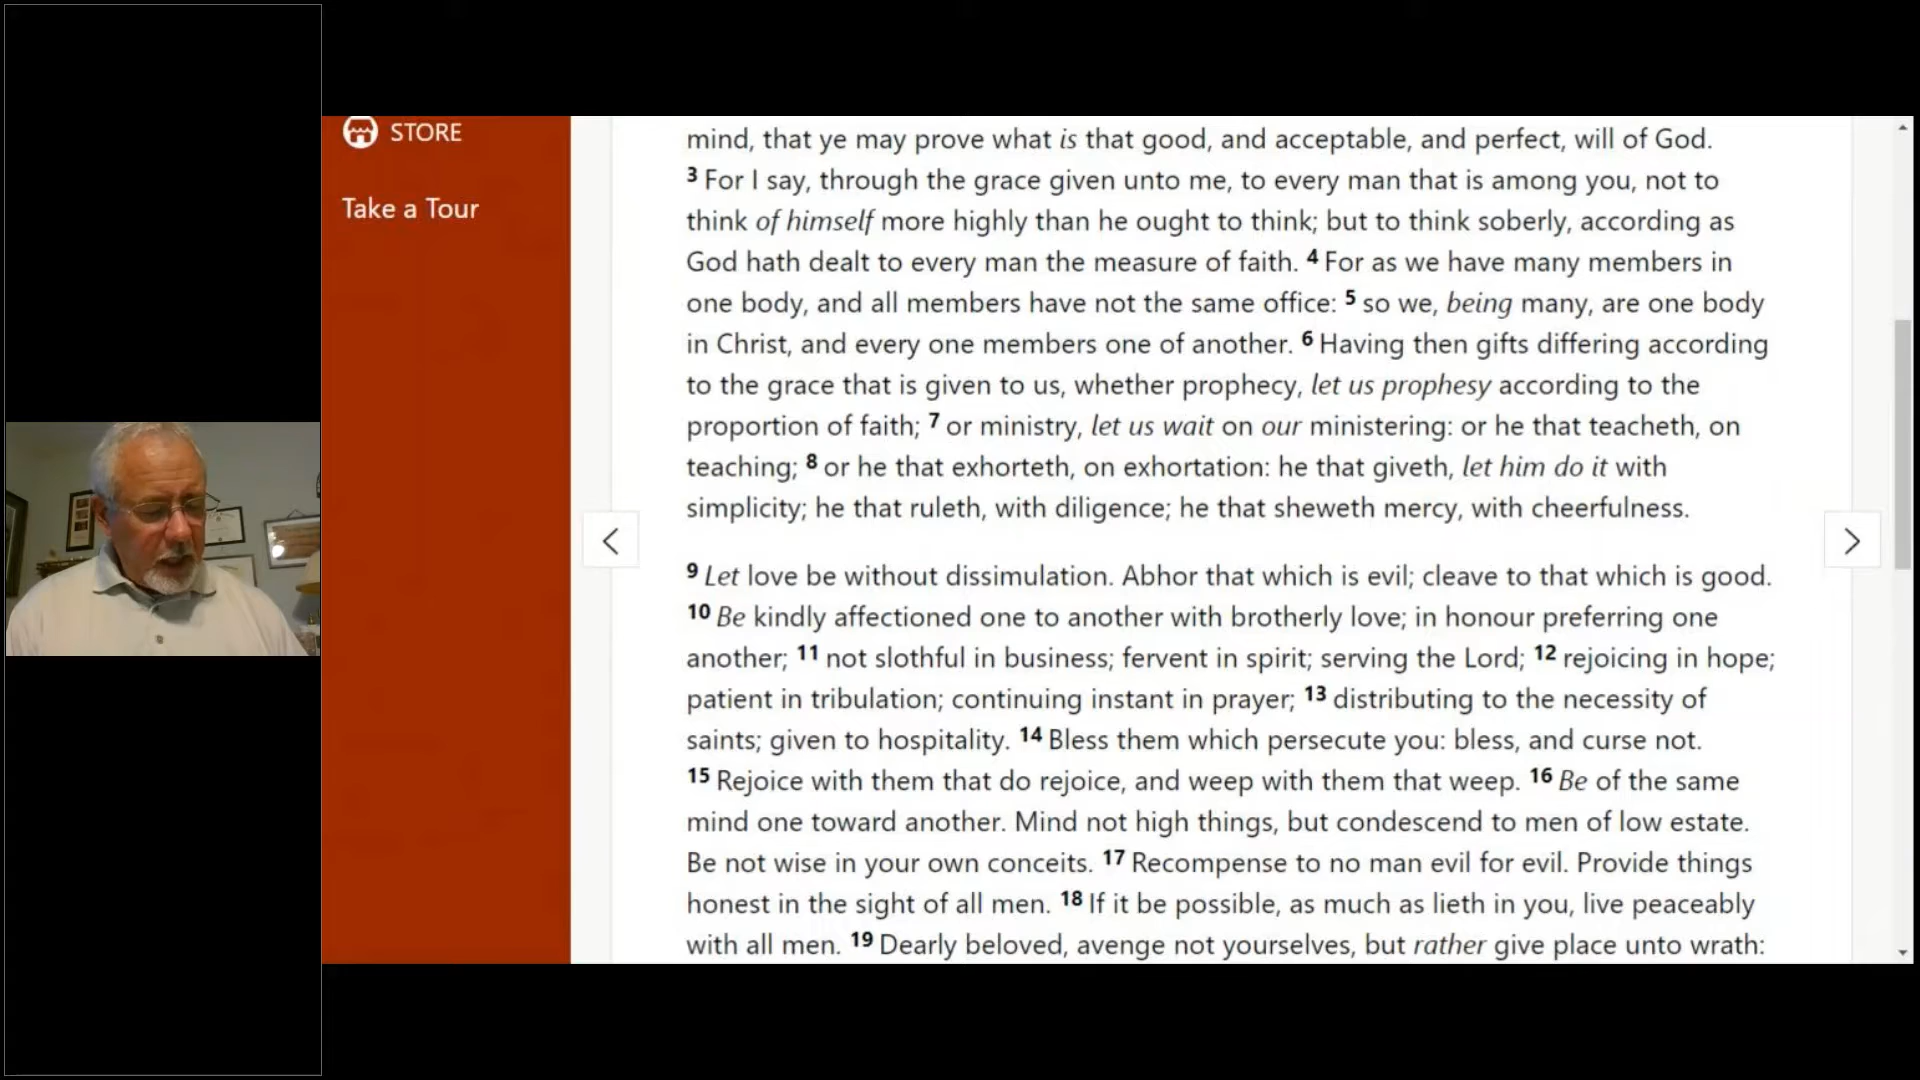 STORE
Take a Tour
mind, that ye may prove what is that good, and acceptable, and perfect, will of God.
3 For I say, through the grace given unto me, to every man that is among you, not to
think of himself more highly than he ought to think; but to think soberly, according as
God hath dealt to every man the measure of faith. 4 For as we have many members in
one body, and all members have not the same office: 5 so we, being many, are one body
in Christ, and every one members one of another. 6 Having then gifts differing according
to the grace that is given to us, whether prophecy, let us prophesy according to the
proportion of faith; 7 or ministry, let us wait on our ministering: or he that teacheth, on
teaching; 8 or he that exhorteth, on exhortation: he that giveth, let him do it with
simplicity; he that ruleth, with diligence; he that sheweth mercy, with cheerfulness.
9 Let love be without dissimulation. Abhor that which is evil; cleave to that which is good.
10 Be kindly affectioned one to another with brotherly love; in honour preferring one
another; 11 not slothful in business; fervent in spirit; serving the Lord; 12 rejoicing in hope;
patient in tribulation; continuing instant in prayer; 13 distributing to the necessity of
saints; given to hospitality. 14 Bless them which persecute you: bless, and curse not.
15 Rejoice with them that do rejoice, and weep with them that weep. 16 Be of the same
mind one toward another. Mind not high things, but condescend to men of low estate.
Be not wise in your own conceits. 17 Recompense to no man evil for evil. Provide things
honest in the sight of all men. 18 If it be possible, as much as lieth in you, live peaceably
with all men. 19 Dearly beloved, avenge not yourselves, but rather give place unto wrath: